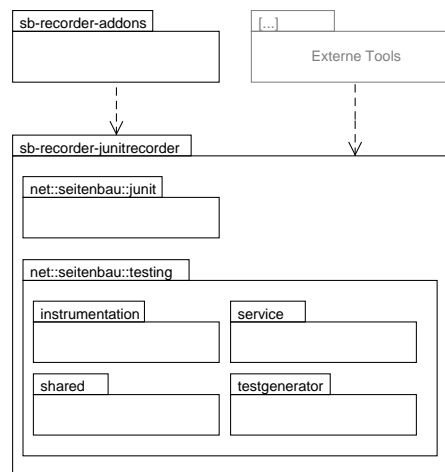 sb-recorder-addons
[...]
Externe Tools
sb-recorder-junitrecorder
net::seitenbau::junit
net::seitenbau::testing
instrumentation
service
shared
testgenerator